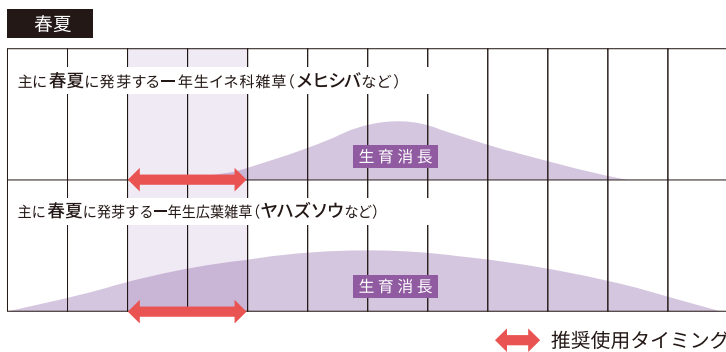 春夏
主に春夏に発芽する一年生イネ科雑草（メヒシバなど）
生育消長
主に春夏に発芽する一年生広葉雑草（ヤハズソウなど）
生育消長
推奨使用タイミング